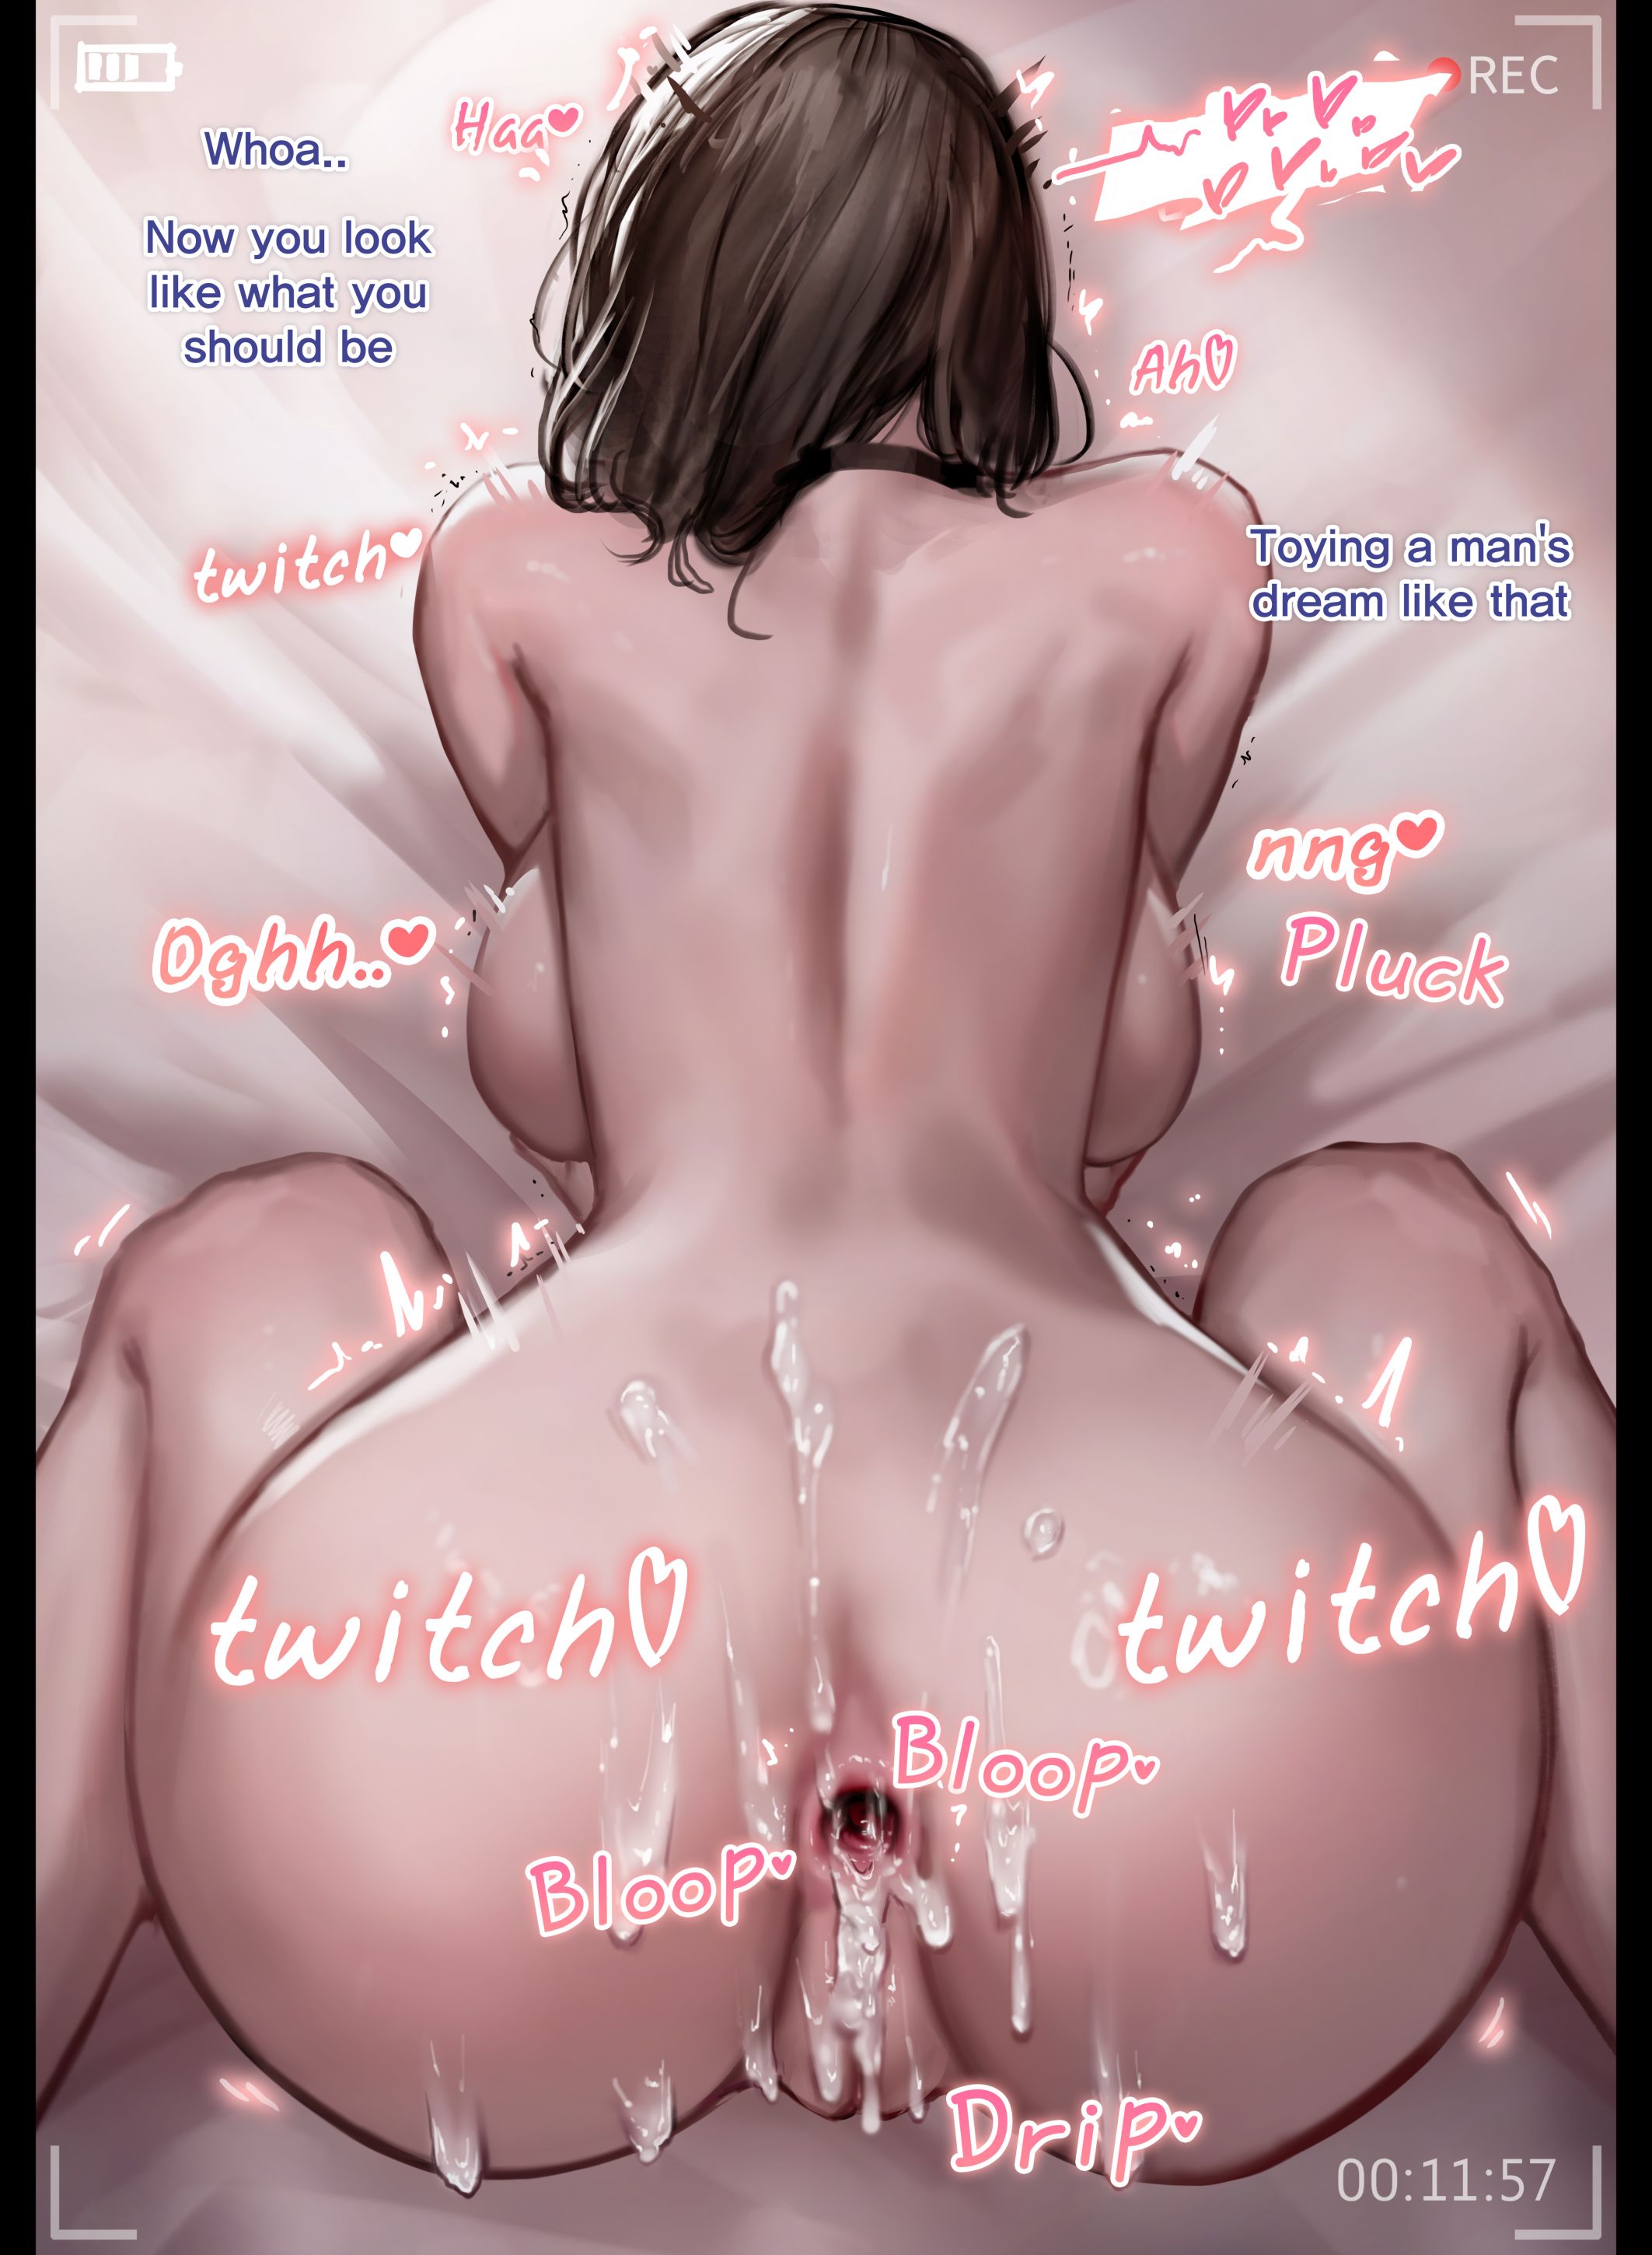 REC
Haa♥
Whoa..
Now you look
like what you
should be
Ah♡
twitch♥
Toying a man's
dream like that
nng♥
Oghh..♥
Pluck
twitch♡
twitch♡
Bloop♥
Bloop♥
Drip♥
00:11:57